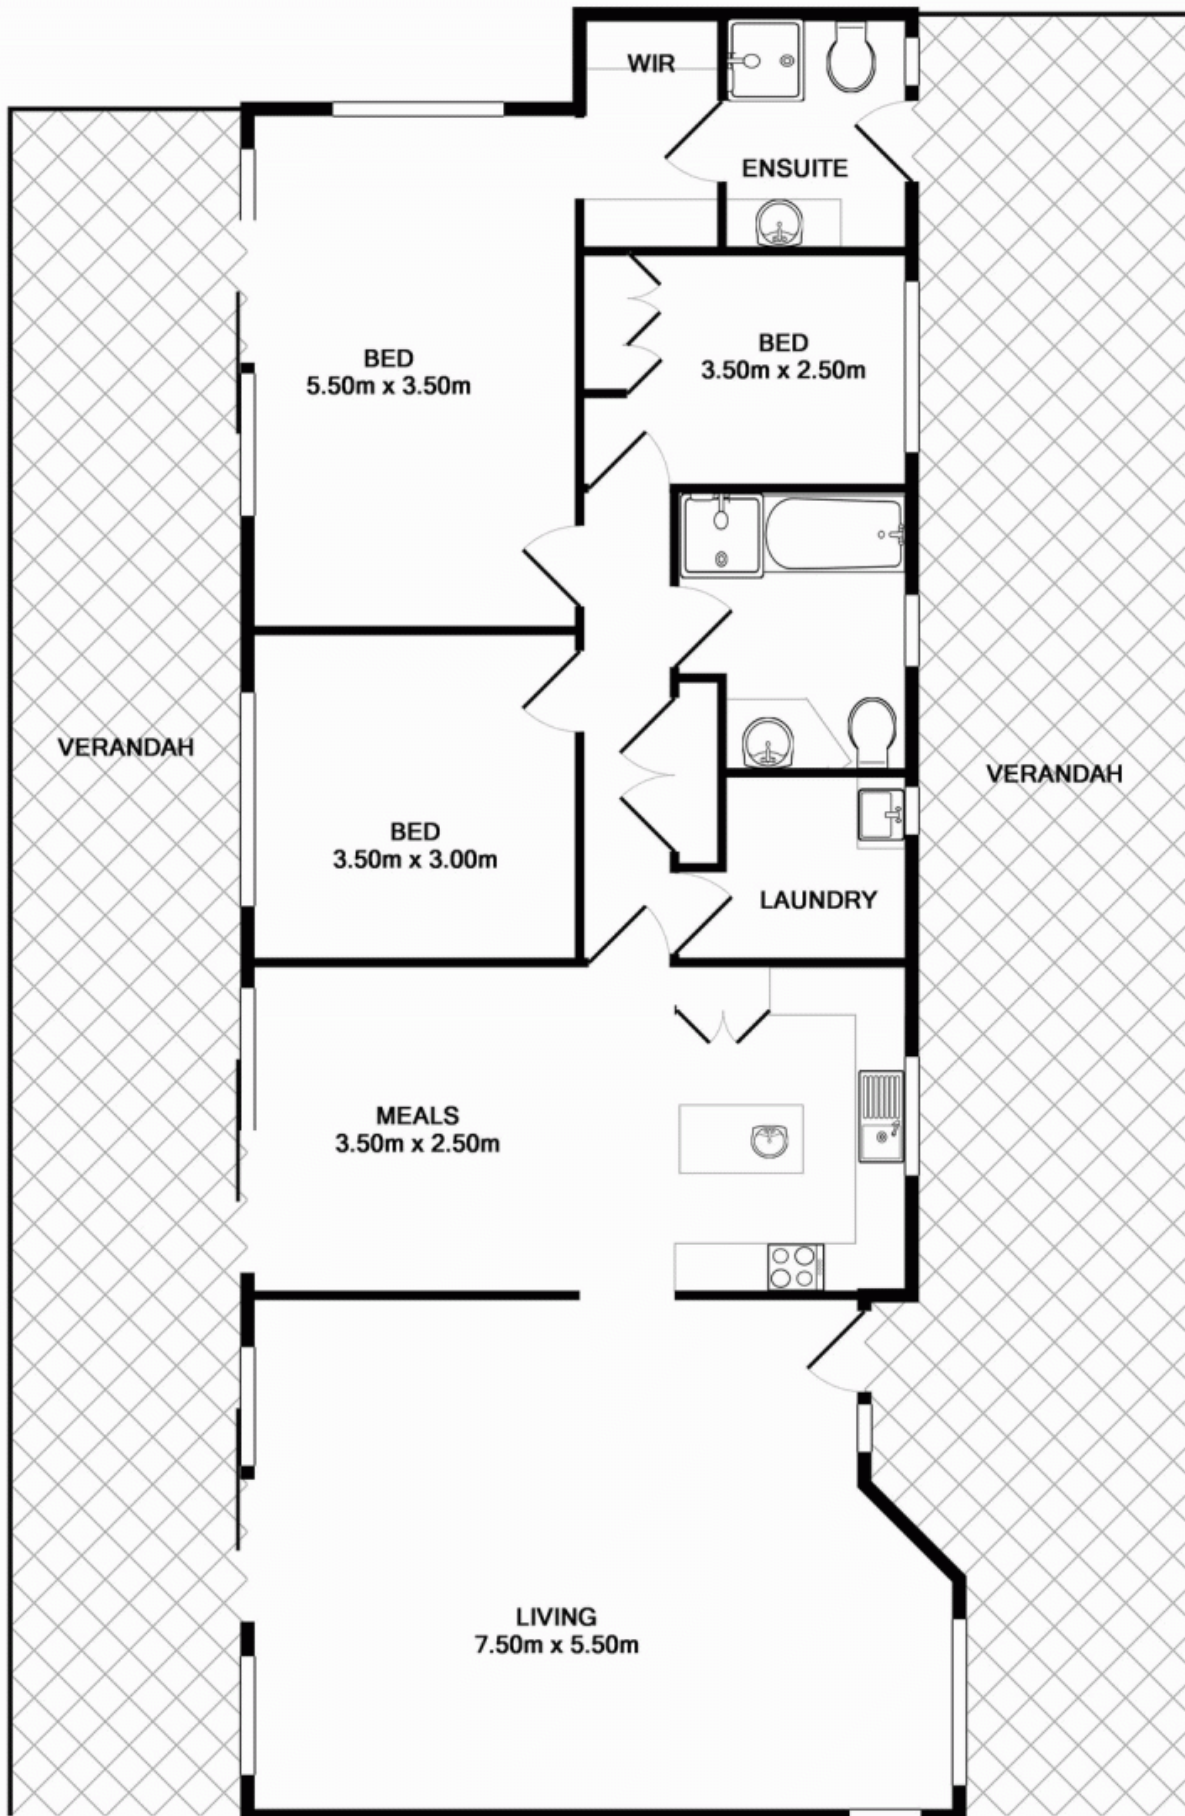 WIR
ENSUITE
BED
3.50m x 2.50m
BED
5.50m x 3.50m
VERANDAH
VERANDAH
BED
3.50m x 3.00m
LAUNDRY
MEALS
3.50m x 2.50m
LIVING
7.50m x 5.50m